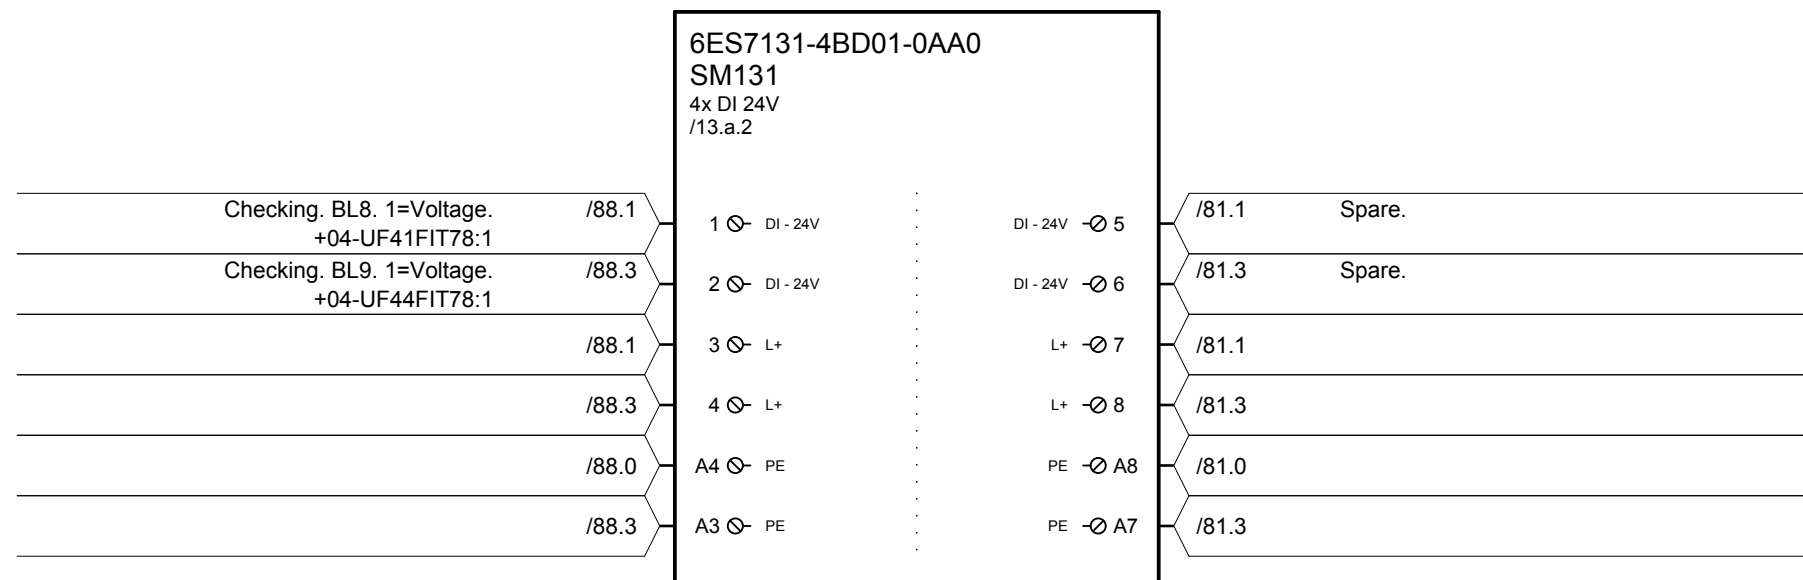 6ES7131-4BD01-0AA0
SM131
4x DI 24V
/13.a.2
Checking. BL8. 1=Voltage. /88.1 1 DI - 24V DI - 24V 5 /81.1 Spare.
+04-UF41FIT78:1
Checking. BL9. 1=Voltage. /88.3 2 DI - 24V DI - 24V 6 /81.3 Spare.
+04-UF44FIT78:1
/88.1 3 L+ L+ 7 /81.1
/88.3 4 L+ L+ 8 /81.3
/88.0 A4 PE PE A8 /81.0
/88.3 A3 PE PE A7 /81.3